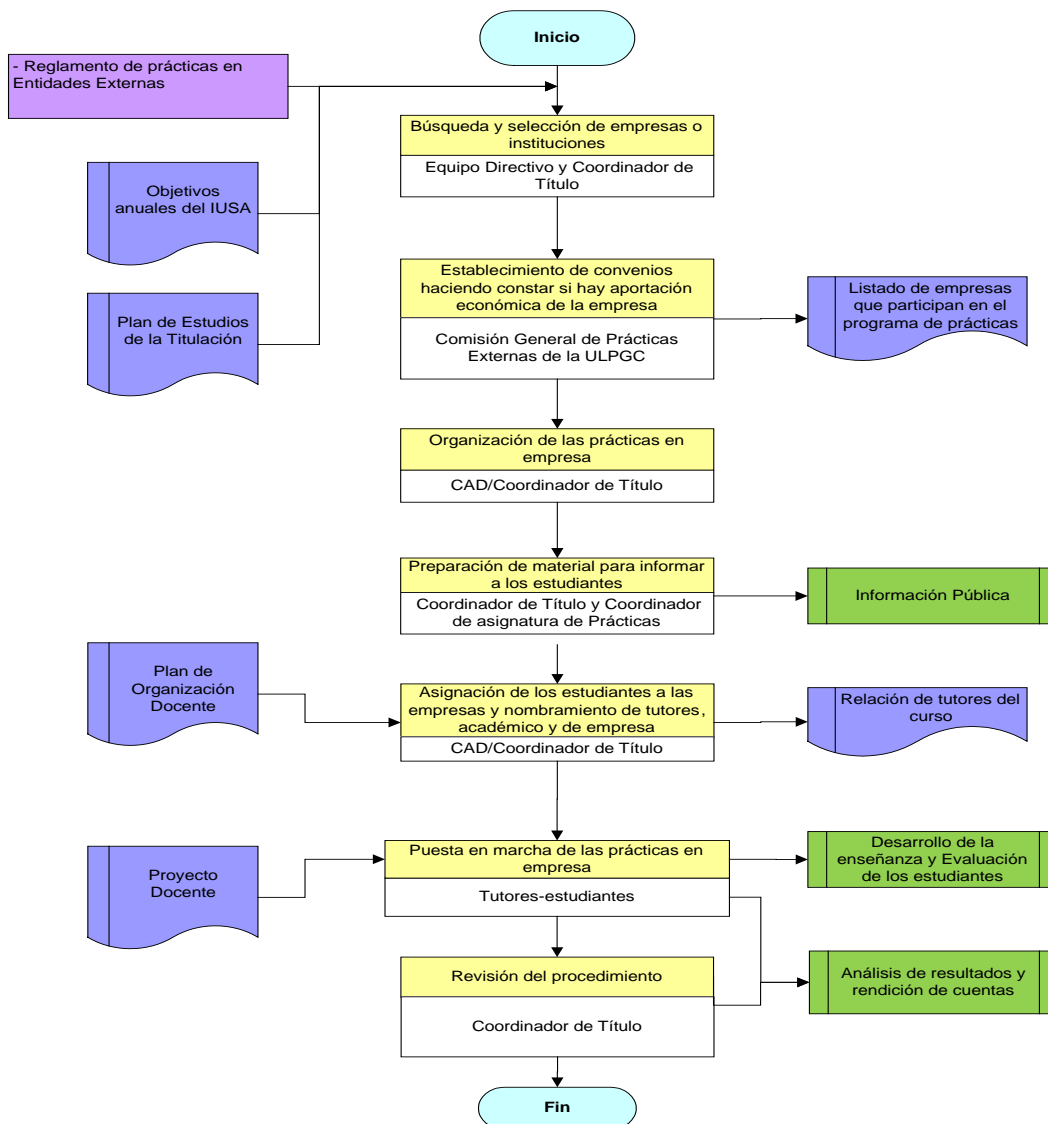 Inicio
- Reglamento de prácticas en
Entidades Externas
Búsqueda y selección de empresas o
instituciones
Equipo Directivo y Coordinador de
Título
Objetivos
anuales del IUSA
Plan de Estudios
de la Titulación
Establecimiento de convenios
haciendo constar si hay aportación
económica de la empresa
Comisión General de Prácticas
Externas de la ULPGC
Listado de empresas
que participan en el
programa de prácticas
Organización de las prácticas en
empresa
CAD/Coordinador de Título
Preparación de material para informar
a los estudiantes
Coordinador de Título y Coordinador
de asignatura de Prácticas
Información Pública
Plan de
Organización
Docente
Asignación de los estudiantes a las
empresas y nombramiento de tutores,
académico y de empresa
CAD/Coordinador de Título
Relación de tutores del
curso
Proyecto
Docente
Puesta en marcha de las prácticas en
empresa
Tutores-estudiantes
Desarrollo de la
enseñanza y Evaluación
de los estudiantes
Revisión del procedimiento
Coordinador de Título
Análisis de resultados y
rendición de cuentas
Fin